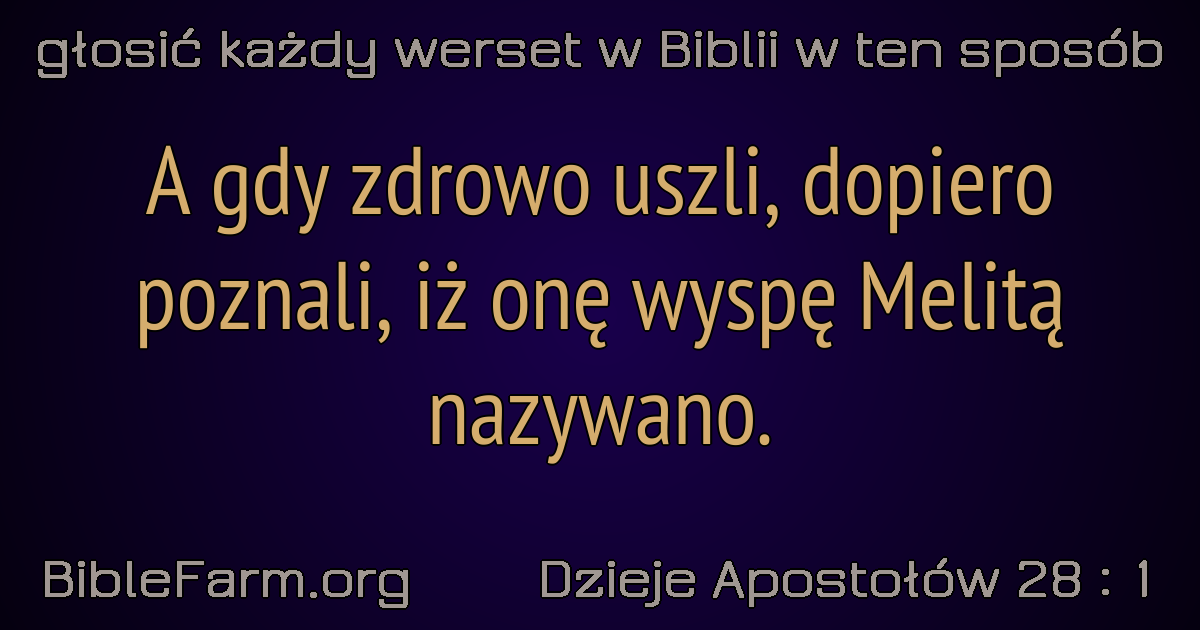 głosić każdy werset w Biblii w ten sposób
A gdy zdrowo uszli, dopiero
poznali, iż onę wyspę Melitą
nazywano.
BibleFarm.org
Dzieje Apostołów 28 : 1